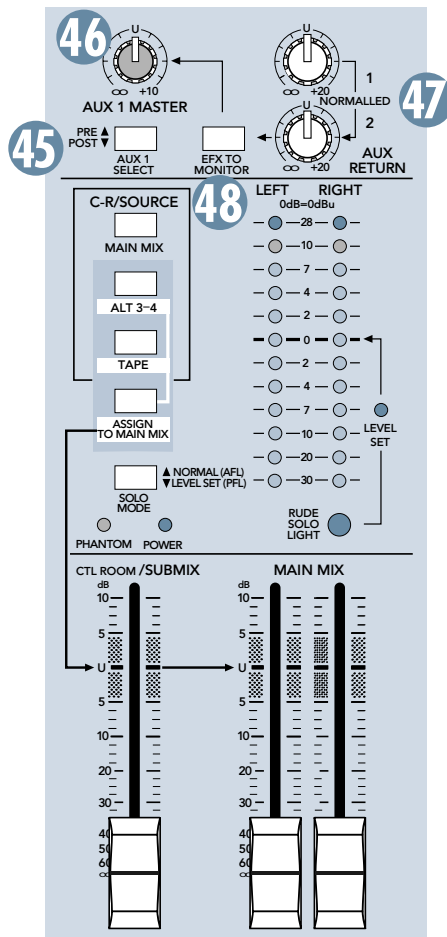 46
U
∞ +10
AUX 1 MASTER
U
∞ +20
1
NORMALLED
2
U
∞ +20
47
AUX
RETURN
45
PRE ▲
POST ▼
AUX 1
SELECT
EFX TO
MONITOR
48
C-R/SOURCE
MAIN MIX
ALT 3–4
TAPE
ASSIGN
TO MAIN MIX
SOLO
MODE
▲ NORMAL (AFL)
▼ LEVEL SET (PFL)
PHANTOM
POWER
LEFT RIGHT
0dB=0dBu
28
10
7
4
2
0
2
4
7
10
20
30
LEVEL
SET
RUDE
SOLO
LIGHT
CTL ROOM /SUBMIX
dB
10
5
U
5
10
20
30
40
50
60
∞
MAIN MIX
dB
10
5
U
5
10
20
30
40
50
60
∞